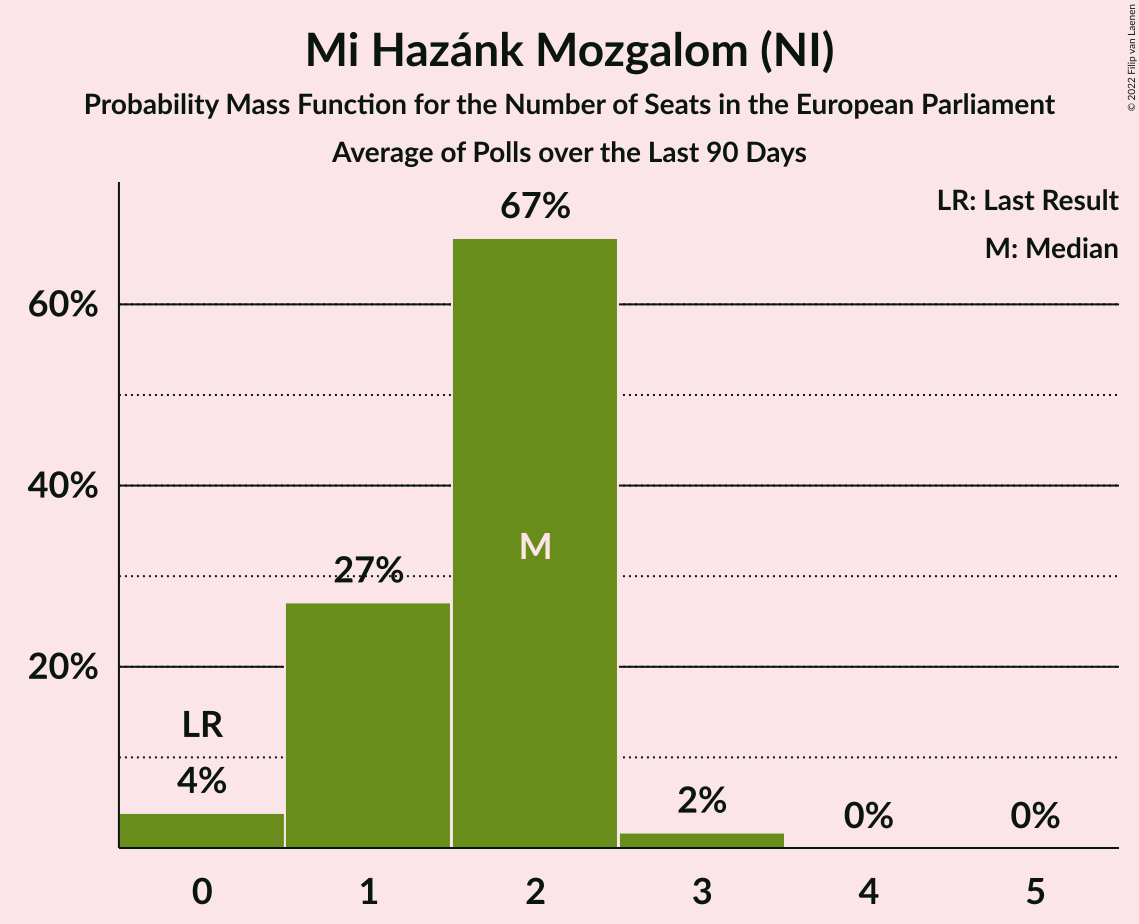 Mi Hazánk Mozgalom (NI)
Probability Mass Function for the Number of Seats in the European Parliament
Average of Polls over the Last 90 Days
© 2022 Filip van Laenen
LR: Last Result
M: Median
67%
60%
40%
M
27%
20%
LR
4%
2%
0%
0%
0
1
2
3
4
5